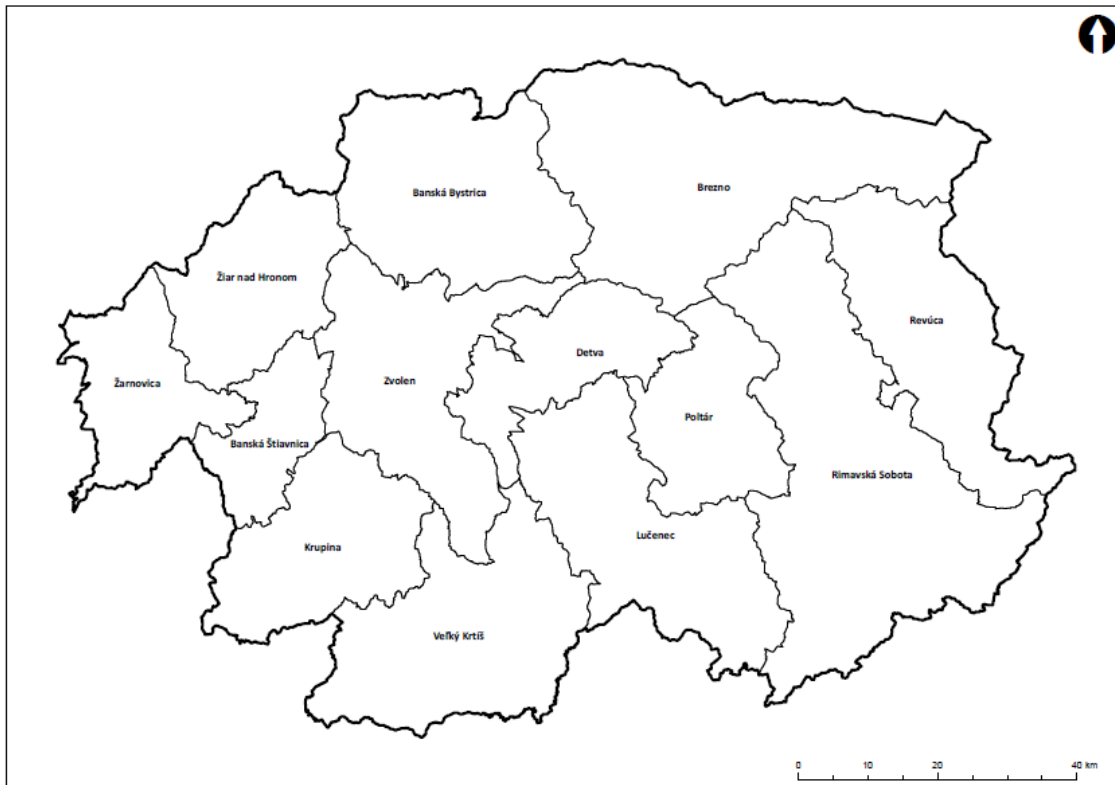 Banská Bystrica
Brezno
Žiar nad Hronom
Revúca
Detva
Žarnovica
Zvolen
Poltár
Banská Štiavnica
Rimavská Sobota
Lučenec
Krupina
Veľký Krtíš
0 10 20 40 km